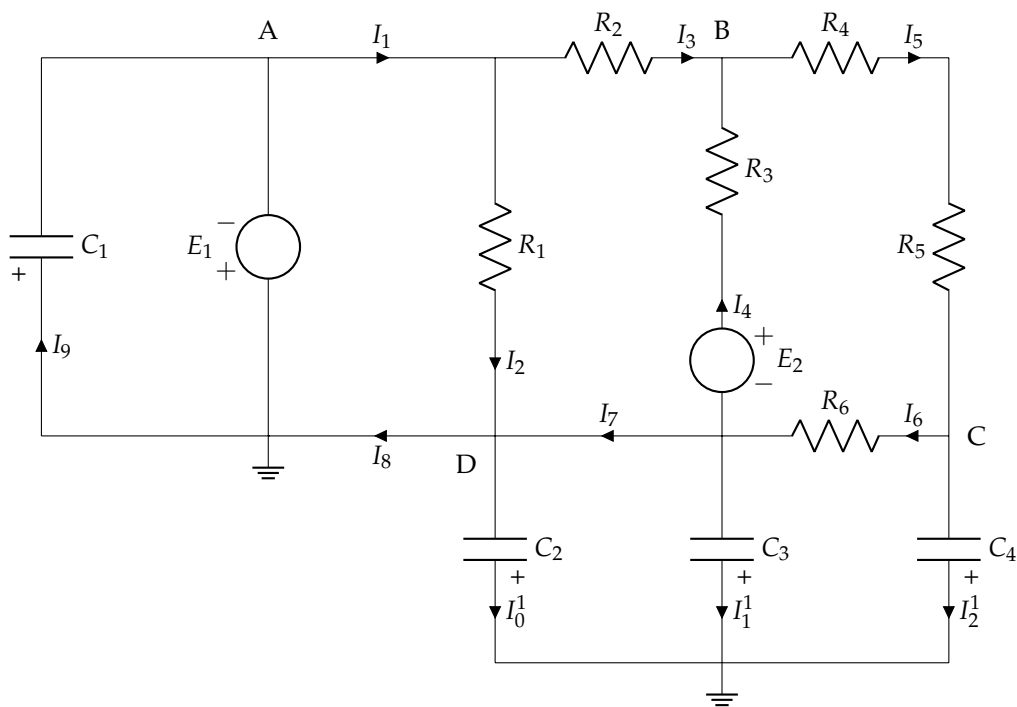 A I₁ R₂ I₃ B R₄ I₅
R₃
+ C₁ E₁ − + R₁ R₅
I₄
I₉ I₂ + E₂ −
R₆
I₇ I₆
I₈ D C
C₂ + C₃ + C₄ +
I₀¹ I₁¹ I₂¹